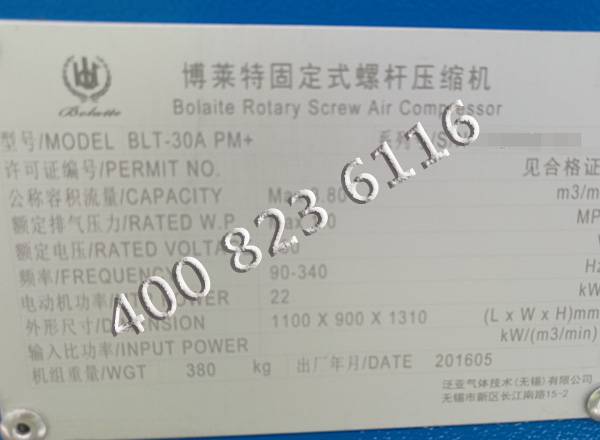 博莱特固定式螺杆压缩机
Bolaite Rotary Screw Air Compressor
Bolaite
型号/MODEL BLT-30A PM+
许可证编号/PERMIT NO. 见合格证
公称容积流量/CAPACITY m3/m
额定排气压力/RATED W.P. MP
额定电压/RATED
频率/FREQUENCY 90-340 Hz
电动机功率/ 22 kW
外形尺寸/ 1100 X 900 X 1310 (L x W x H)mm
输入比功率/INPUT POWER kW/(m3/min)
机组重量/WGT 380 kg 出厂年月/DATE 201605
泛亚气体技术(无锡)有限公司
无锡市新区长江南路15-2
400 823 6116